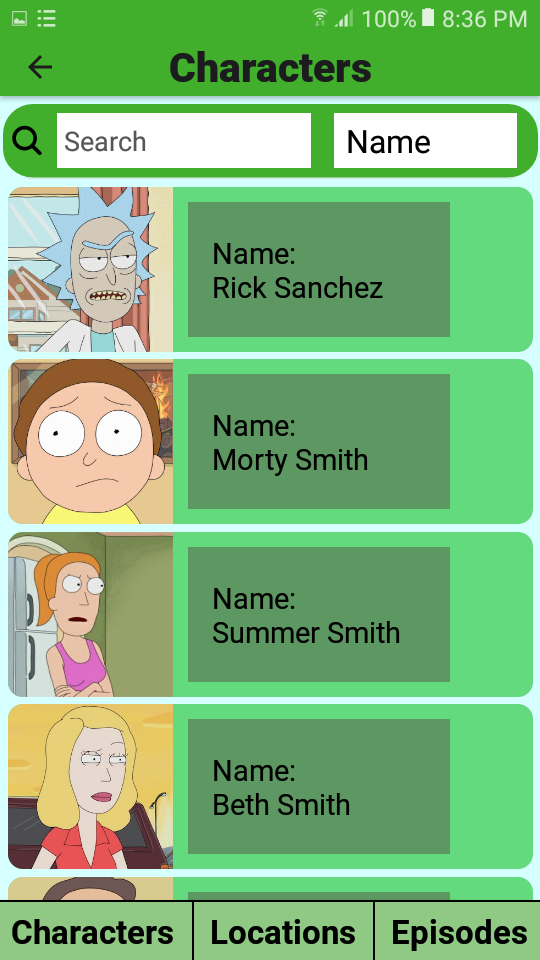 100% 8:36 PM
Characters
Search Name
Name:
Rick Sanchez
Name:
Morty Smith
Name:
Summer Smith
Name:
Beth Smith
Characters Locations Episodes